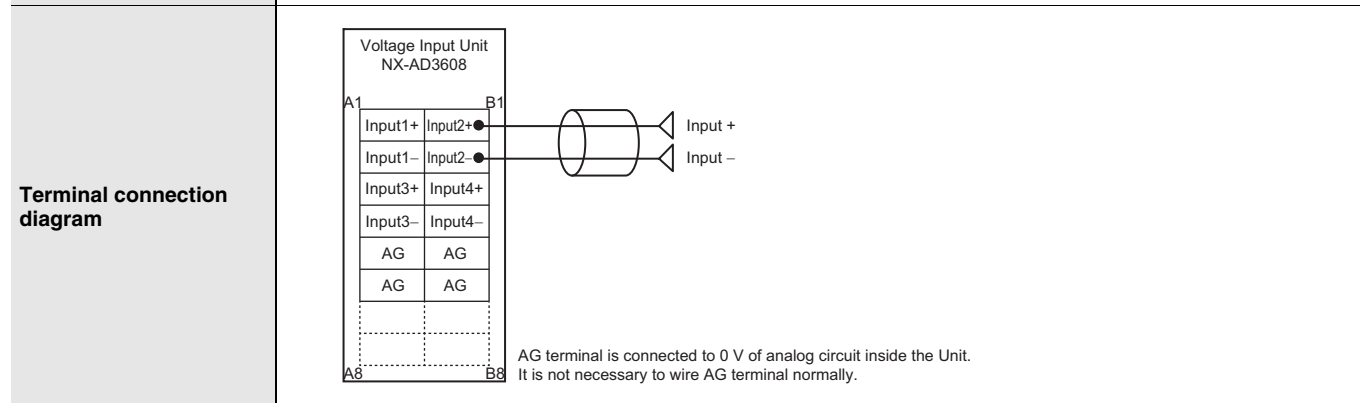 Terminal connection
diagram
Voltage Input Unit
NX-AD3608
A1 B1
Input1+ Input2+ Input +
Input1– Input2– Input –
Input3+ Input4+
Input3– Input4–
AG AG
AG AG
A8 B8
AG terminal is connected to 0 V of analog circuit inside the Unit.
It is not necessary to wire AG terminal normally.